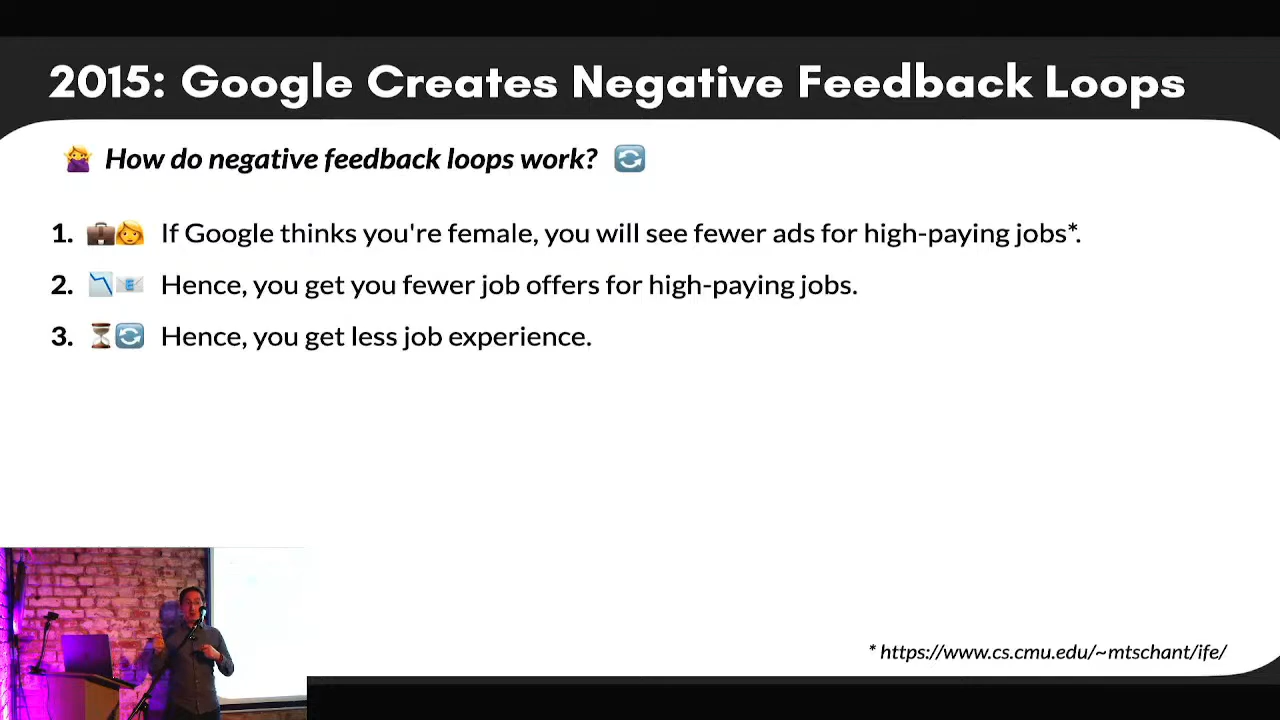 2015: Google Creates Negative Feedback Loops
How do negative feedback loops work?
1. If Google thinks you're female, you will see fewer ads for high-paying jobs*.
2. Hence, you get you fewer job offers for high-paying jobs.
3. Hence, you get less job experience.
* https://www.cs.cmu.edu/~mtschant/ife/